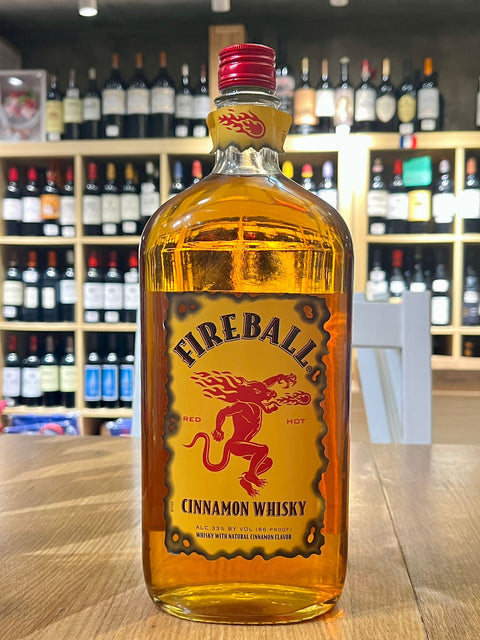 FIREBALL
RED HOT
CINNAMON WHISKY
ALC 33% BY VOL (66 PROOF)
WHISKY WITH NATURAL CINNAMON FLAVOR